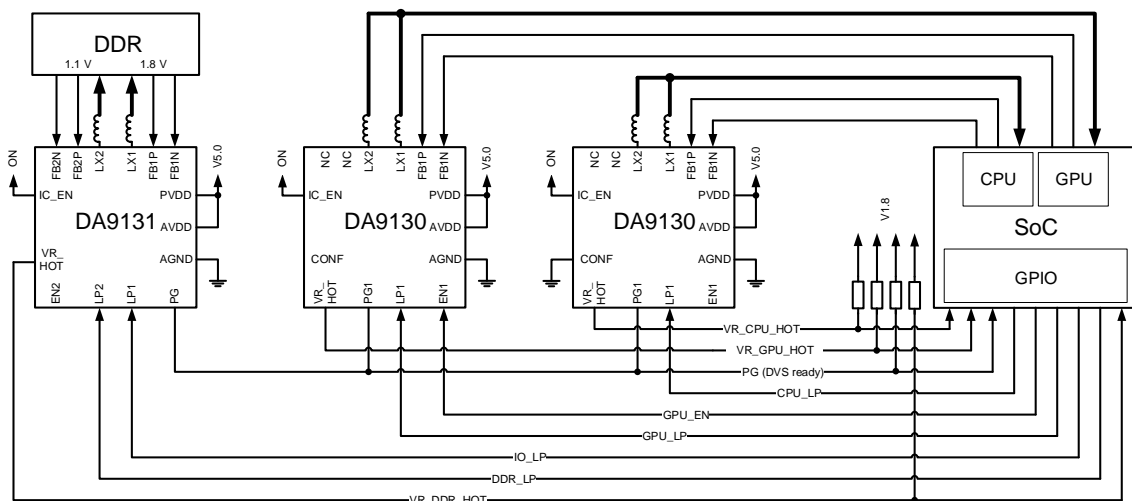 DDR
1.1 V 1.8 V
ON
FB2N
FB2P
LX2
LX1
FB1P
FB1N
V5.0
IC_EN
PVDD
DA9131
AVDD
VR_
HOT
AGND
EN2
LP2
LP1
PG
ON
NC
NC
LX2
LX1
FB1P
FB1N
V5.0
IC_EN
PVDD
DA9130
AVDD
CONF
AGND
VR_
HOT
PG1
LP1
EN1
ON
NC
NC
LX2
LX1
FB1P
FB1N
V5.0
IC_EN
PVDD
DA9130
AVDD
CONF
AGND
VR_
HOT
PG1
LP1
EN1
V1.8
CPU
GPU
SoC
GPIO
VR_CPU_HOT
VR_GPU_HOT
PG (DVS ready)
CPU_LP
GPU_EN
GPU_LP
IO_LP
DDR_LP
VR_DDR_HOT